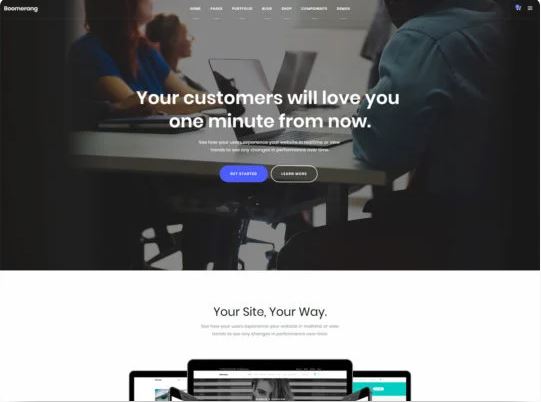 Boomerang
HOME PAGES PORTFOLIO BLOG SHOP COMPONENTS DEMOS
Your customers will love you
one minute from now.
See how your users experience your website in realtime or view
trends to see any changes in performance over time.
GET STARTED LEARN MORE
Your Site, Your Way.
See how your users experience your website in realtime or view
trends to see any changes in performance over time.